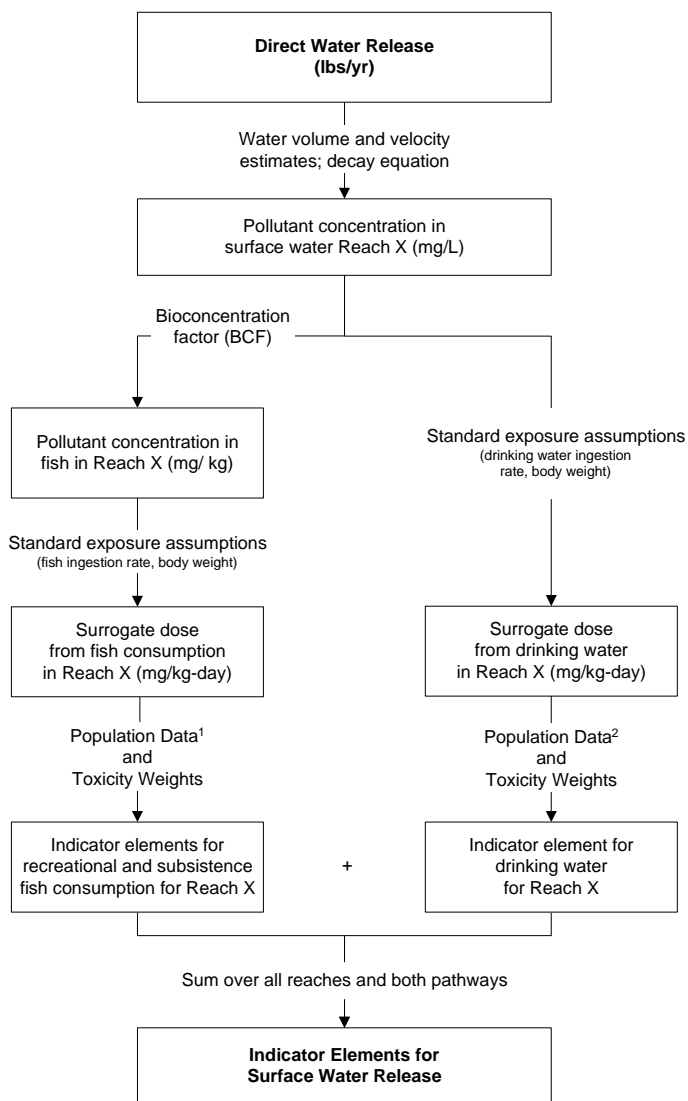 Direct Water Release
(lbs/yr)
Water volume and velocity
estimates; decay equation
Pollutant concentration in
surface water Reach X (mg/L)
Bioconcentration
factor (BCF)
Pollutant concentration in
fish in Reach X (mg/ kg)
Standard exposure assumptions
(drinking water ingestion
rate, body weight)
Standard exposure assumptions
(fish ingestion rate, body weight)
Surrogate dose
from fish consumption
in Reach X (mg/kg-day)
Surrogate dose
from drinking water
in Reach X (mg/kg-day)
Population Data¹
and
Toxicity Weights
Population Data²
and
Toxicity Weights
Indicator elements for
recreational and subsistence
fish consumption for Reach X
+
Indicator element for
drinking water
for Reach X
Sum over all reaches and both pathways
Indicator Elements for
Surface Water Release